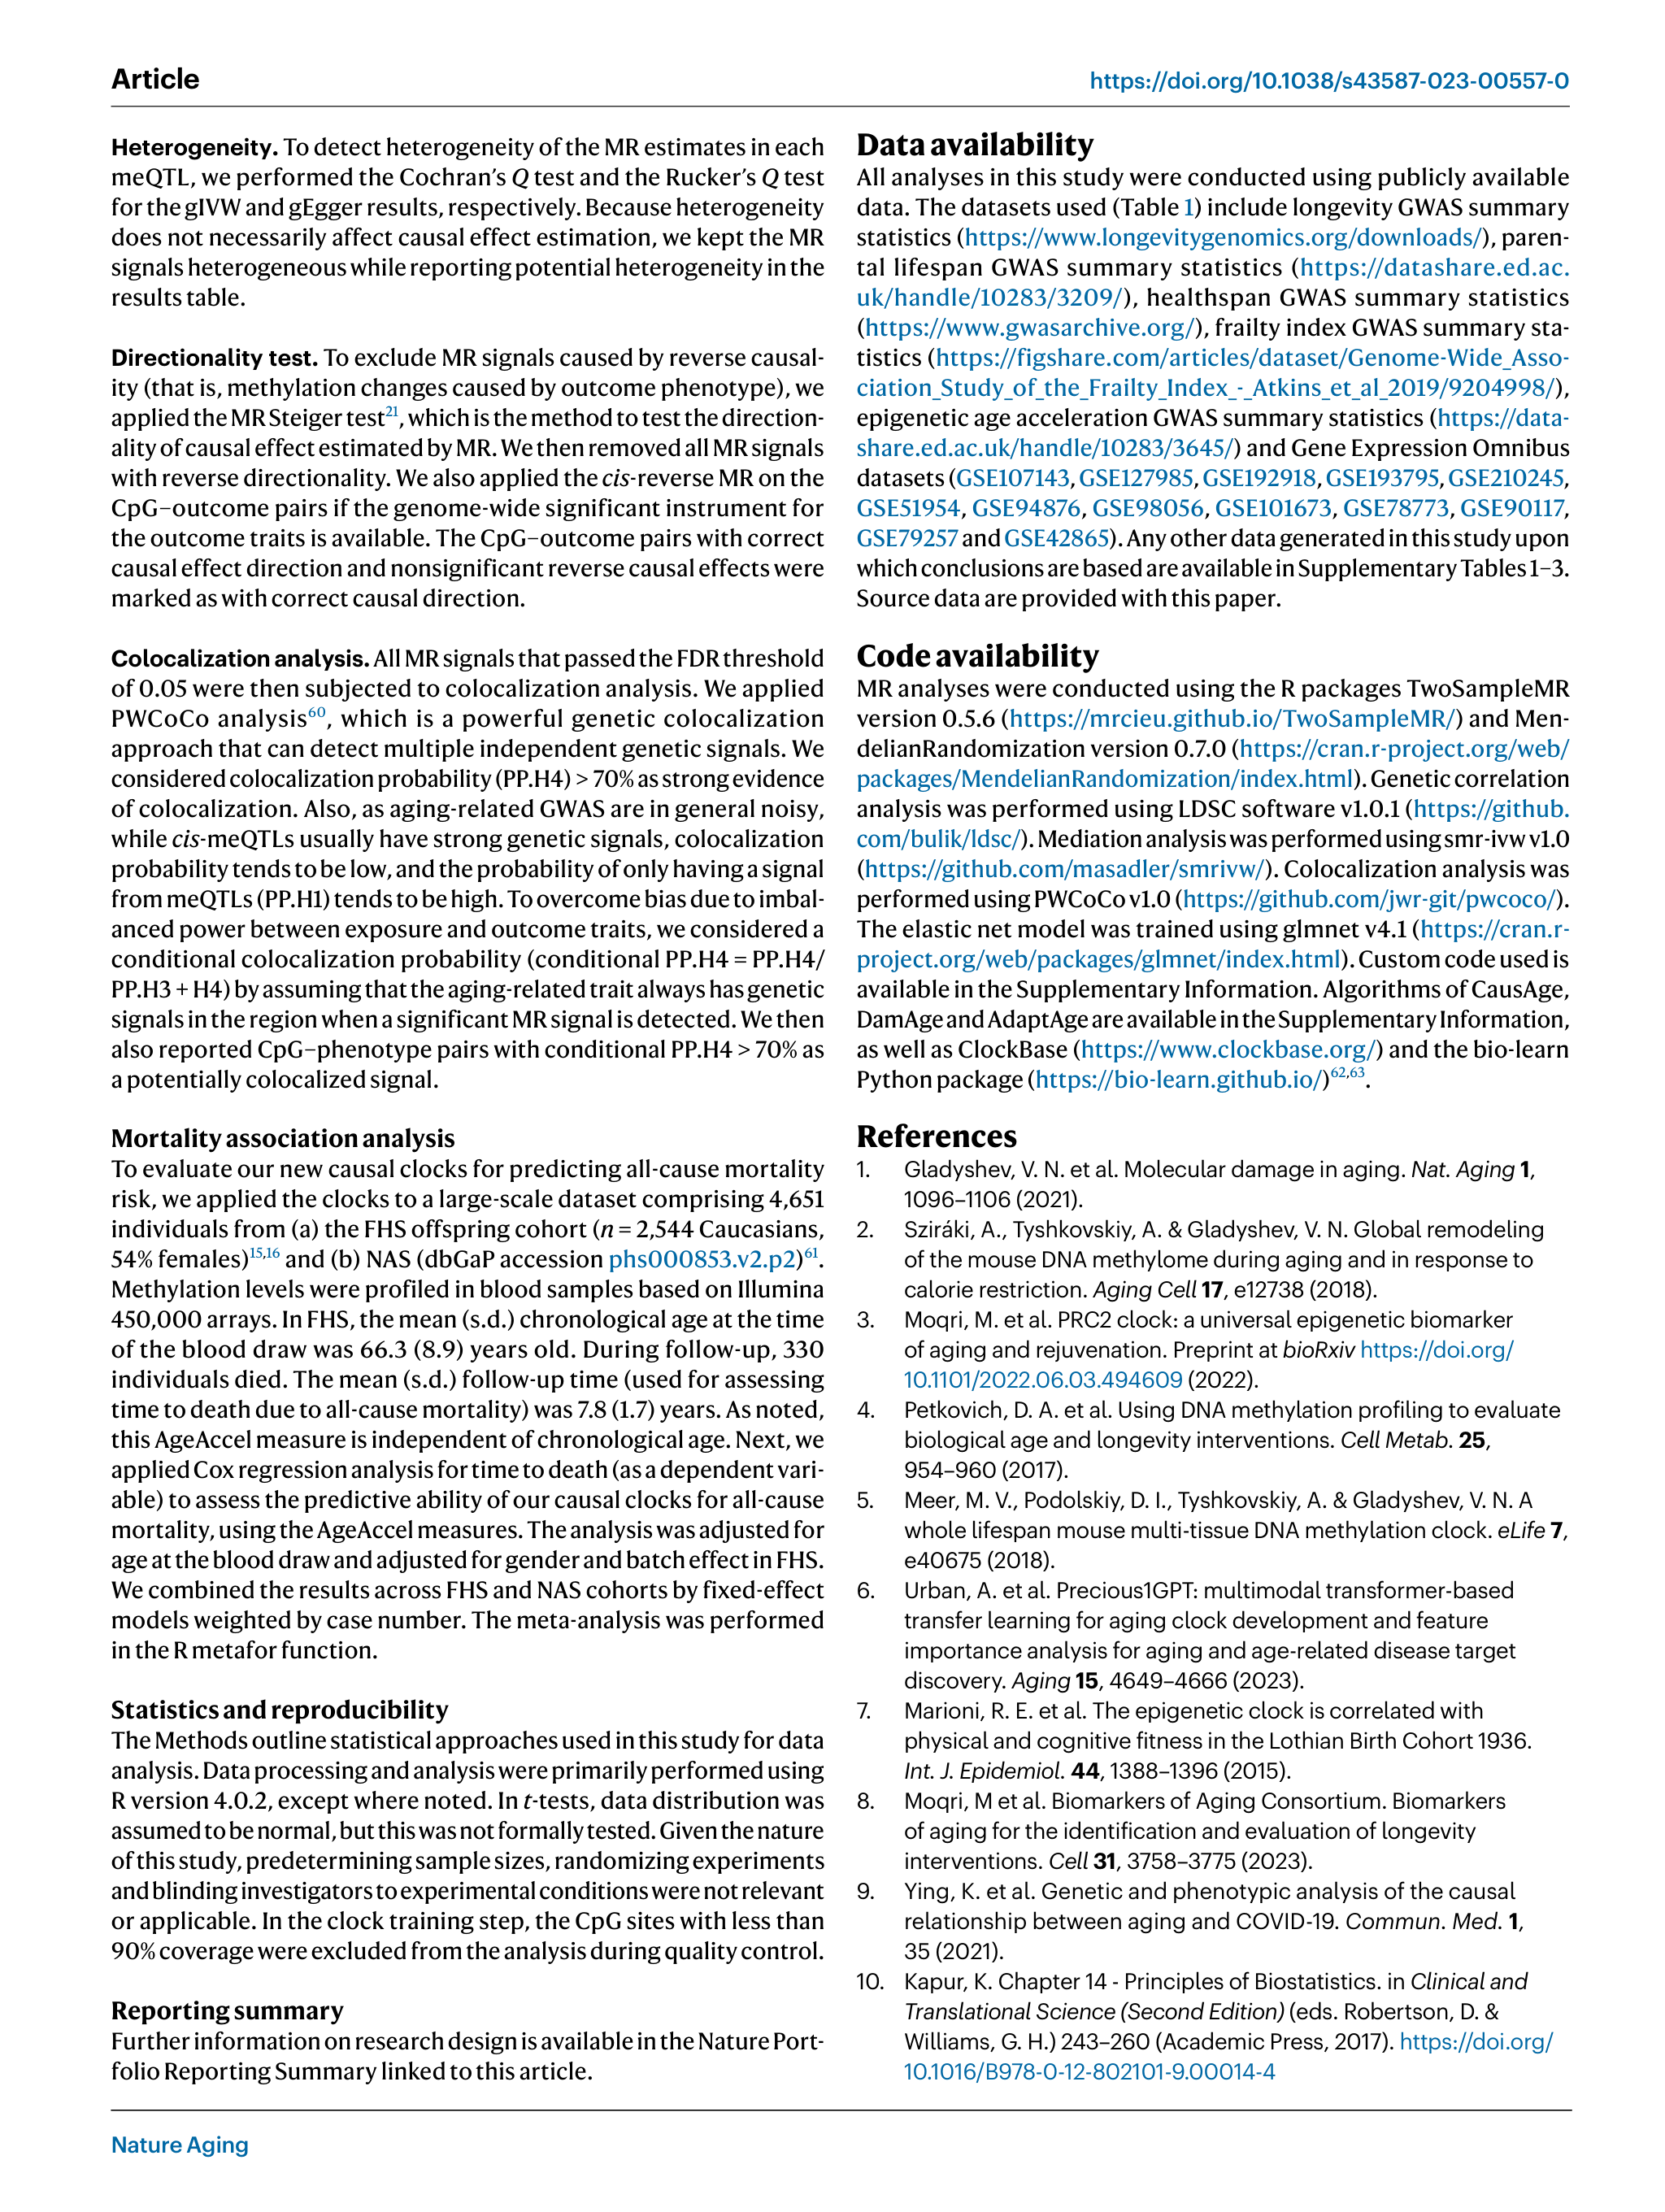 Article
https://doi.org/10.1038/s43587-023-00557-0
Heterogeneity. To detect heterogeneity of the MR estimates in each
meQTL, we performed the Cochran’s Q test and the Rucker’s Q test
for the gIVW and gEgger results, respectively. Because heterogeneity
does not necessarily affect causal effect estimation, we kept the MR
signals heterogeneous while reporting potential heterogeneity in the
results table.
Directionality test. To exclude MR signals caused by reverse causal-
ity (that is, methylation changes caused by outcome phenotype), we
applied the MR Steiger test21, which is the method to test the direction-
ality of causal effect estimated by MR. We then removed all MR signals
with reverse directionality. We also applied the cis-reverse MR on the
CpG–outcome pairs if the genome-wide significant instrument for
the outcome traits is available. The CpG–outcome pairs with correct
causal effect direction and nonsignificant reverse causal effects were
marked as with correct causal direction.
Colocalization analysis. All MR signals that passed the FDR threshold
of 0.05 were then subjected to colocalization analysis. We applied
PWCoCo analysis60, which is a powerful genetic colocalization
approach that can detect multiple independent genetic signals. We
considered colocalization probability (PP.H4) > 70% as strong evidence
of colocalization. Also, as aging-related GWAS are in general noisy,
while cis-meQTLs usually have strong genetic signals, colocalization
probability tends to be low, and the probability of only having a signal
from meQTLs (PP.H1) tends to be high. To overcome bias due to imbal-
anced power between exposure and outcome traits, we considered a
conditional colocalization probability (conditional PP.H4 = PP.H4/
PP.H3 + H4) by assuming that the aging-related trait always has genetic
signals in the region when a significant MR signal is detected. We then
also reported CpG–phenotype pairs with conditional PP.H4 > 70% as
a potentially colocalized signal.
Mortality association analysis
To evaluate our new causal clocks for predicting all-cause mortality
risk, we applied the clocks to a large-scale dataset comprising 4,651
individuals from (a) the FHS offspring cohort (n = 2,544 Caucasians,
54% females)15,16 and (b) NAS (dbGaP accession phs000853.v2.p2)61.
Methylation levels were profiled in blood samples based on Illumina
450,000 arrays. In FHS, the mean (s.d.) chronological age at the time
of the blood draw was 66.3 (8.9) years old. During follow-up, 330
individuals died. The mean (s.d.) follow-up time (used for assessing
time to death due to all-cause mortality) was 7.8 (1.7) years. As noted,
this AgeAccel measure is independent of chronological age. Next, we
applied Cox regression analysis for time to death (as a dependent vari-
able) to assess the predictive ability of our causal clocks for all-cause
mortality, using the AgeAccel measures. The analysis was adjusted for
age at the blood draw and adjusted for gender and batch effect in FHS.
We combined the results across FHS and NAS cohorts by fixed-effect
models weighted by case number. The meta-analysis was performed
in the R metafor function.
Statistics and reproducibility
The Methods outline statistical approaches used in this study for data
analysis. Data processing and analysis were primarily performed using
R version 4.0.2, except where noted. In t-tests, data distribution was
assumed to be normal, but this was not formally tested. Given the nature
of this study, predetermining sample sizes, randomizing experiments
and blinding investigators to experimental conditions were not relevant
or applicable. In the clock training step, the CpG sites with less than
90% coverage were excluded from the analysis during quality control.
Reporting summary
Further information on research design is available in the Nature Port-
folio Reporting Summary linked to this article.
Data availability
All analyses in this study were conducted using publicly available
data. The datasets used (Table 1) include longevity GWAS summary
statistics (https://www.longevitygenomics.org/downloads/), paren-
tal lifespan GWAS summary statistics (https://datashare.ed.ac.
uk/handle/10283/3209/), healthspan GWAS summary statistics
(https://www.gwasarchive.org/), frailty index GWAS summary sta-
tistics (https://figshare.com/articles/dataset/Genome-Wide_Asso-
ciation_Study_of_the_Frailty_Index_-_Atkins_et_al_2019/9204998/),
epigenetic age acceleration GWAS summary statistics (https://data-
share.ed.ac.uk/handle/10283/3645/) and Gene Expression Omnibus
datasets (GSE107143, GSE127985, GSE192918, GSE193795, GSE210245,
GSE51954, GSE94876, GSE98056, GSE101673, GSE78773, GSE90117,
GSE79257 and GSE42865). Any other data generated in this study upon
which conclusions are based are available in Supplementary Tables 1–3.
Source data are provided with this paper.
Code availability
MR analyses were conducted using the R packages TwoSampleMR
version 0.5.6 (https://mrcieu.github.io/TwoSampleMR/) and Men-
delianRandomization version 0.7.0 (https://cran.r-project.org/web/
packages/MendelianRandomization/index.html). Genetic correlation
analysis was performed using LDSC software v1.0.1 (https://github.
com/bulik/ldsc/). Mediation analysis was performed using smr-ivw v1.0
(https://github.com/masadler/smrivw/). Colocalization analysis was
performed using PWCoCo v1.0 (https://github.com/jwr-git/pwcoco/).
The elastic net model was trained using glmnet v4.1 (https://cran.r-
project.org/web/packages/glmnet/index.html). Custom code used is
available in the Supplementary Information. Algorithms of CausAge,
DamAge and AdaptAge are available in the Supplementary Information,
as well as ClockBase (https://www.clockbase.org/) and the bio-learn
Python package (https://bio-learn.github.io/)62,63.
References
1. Gladyshev, V. N. et al. Molecular damage in aging. Nat. Aging 1,
1096–1106 (2021).
2. Sziráki, A., Tyshkovskiy, A. & Gladyshev, V. N. Global remodeling
of the mouse DNA methylome during aging and in response to
calorie restriction. Aging Cell 17, e12738 (2018).
3. Moqri, M. et al. PRC2 clock: a universal epigenetic biomarker
of aging and rejuvenation. Preprint at bioRxiv https://doi.org/
10.1101/2022.06.03.494609 (2022).
4. Petkovich, D. A. et al. Using DNA methylation profiling to evaluate
biological age and longevity interventions. Cell Metab. 25,
954–960 (2017).
5. Meer, M. V., Podolskiy, D. I., Tyshkovskiy, A. & Gladyshev, V. N. A
whole lifespan mouse multi-tissue DNA methylation clock. eLife 7,
e40675 (2018).
6. Urban, A. et al. Precious1GPT: multimodal transformer-based
transfer learning for aging clock development and feature
importance analysis for aging and age-related disease target
discovery. Aging 15, 4649–4666 (2023).
7. Marioni, R. E. et al. The epigenetic clock is correlated with
physical and cognitive fitness in the Lothian Birth Cohort 1936.
Int. J. Epidemiol. 44, 1388–1396 (2015).
8. Moqri, M et al. Biomarkers of Aging Consortium. Biomarkers
of aging for the identification and evaluation of longevity
interventions. Cell 31, 3758–3775 (2023).
9. Ying, K. et al. Genetic and phenotypic analysis of the causal
relationship between aging and COVID-19. Commun. Med. 1,
35 (2021).
10. Kapur, K. Chapter 14 - Principles of Biostatistics. in Clinical and
Translational Science (Second Edition) (eds. Robertson, D. &
Williams, G. H.) 243–260 (Academic Press, 2017). https://doi.org/
10.1016/B978-0-12-802101-9.00014-4
Nature Aging